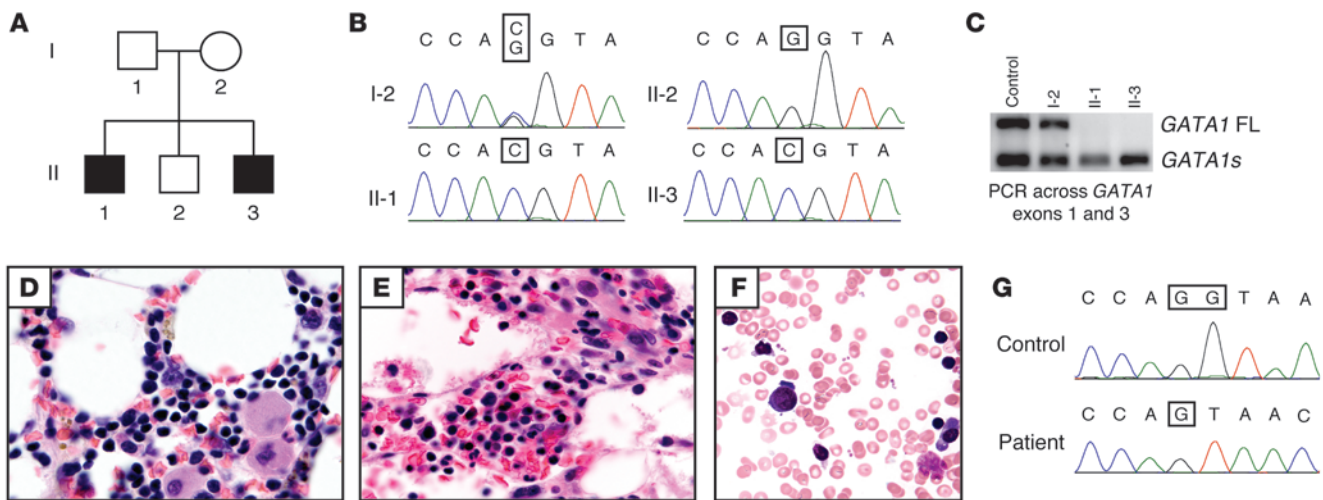 A
I
1
2
II
1
2
3
B
C C A C G T A
G
I-2
C C A G G T A
II-2
C C A C G T A
II-1
C C A C G T A
II-3
C
Control
I-2
II-1
II-3
GATA1 FL
GATA1s
PCR across GATA1
exons 1 and 3
D
E
F
G
C C A G G T A A
Control
C C A G T A A C
Patient